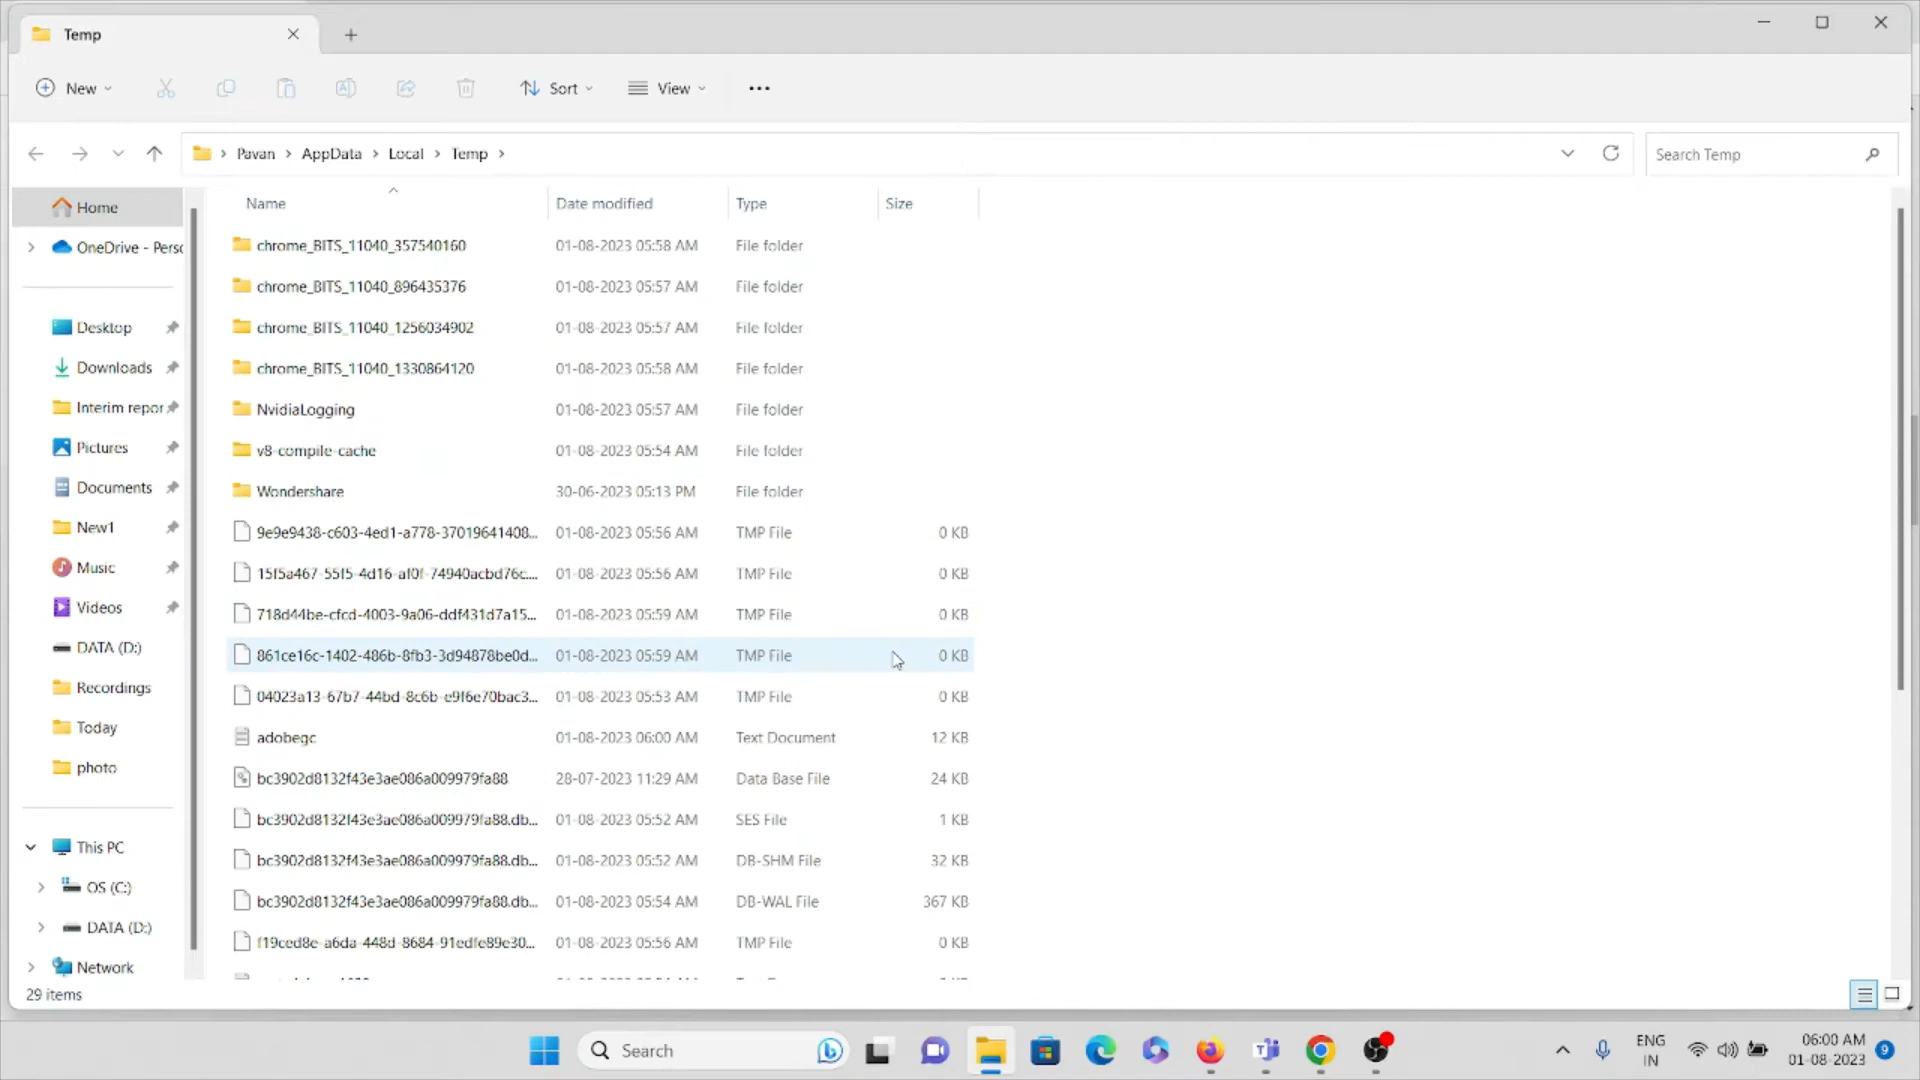 Temp
New
Sort
View
Pavan
AppData
Local
Temp
Search Temp
Home
OneDrive - Perso
Desktop
Downloads
Interim repor
Pictures
Documents
New1
Music
Videos
DATA (D:)
Recordings
Today
photo
This PC
OS (C:)
DATA (D:)
Network
Name Date modified Type Size
chrome_BITS_11040_357540160 01-08-2023 05:58 AM File folder
chrome_BITS_11040_896435376 01-08-2023 05:57 AM File folder
chrome_BITS_11040_1256034902 01-08-2023 05:57 AM File folder
chrome_BITS_11040_1330864120 01-08-2023 05:58 AM File folder
NvidiaLogging 01-08-2023 05:57 AM File folder
v8-compile-cache 01-08-2023 05:54 AM File folder
Wondershare 30-06-2023 05:13 PM File folder
9e9e9438-c603-4ed1-a778-37019641408... 01-08-2023 05:56 AM TMP File 0 KB
15f5a467-55f5-4d16-af0f-74940acbd76c.... 01-08-2023 05:56 AM TMP File 0 KB
718d44be-cfcd-4003-9a06-ddf431d7a15... 01-08-2023 05:59 AM TMP File 0 KB
861ce16c-1402-486b-8fb3-3d94878be0d... 01-08-2023 05:59 AM TMP File 0 KB
04023a13-67b7-44bd-8c6b-e9f6e70bac3... 01-08-2023 05:53 AM TMP File 0 KB
adobegc 01-08-2023 06:00 AM Text Document 12 KB
bc3902d8132f43e3ae086a009979fa88 28-07-2023 11:29 AM Data Base File 24 KB
bc3902d8132f43e3ae086a009979fa88.db... 01-08-2023 05:52 AM SES File 1 KB
bc3902d8132f43e3ae086a009979fa88.db... 01-08-2023 05:52 AM DB-SHM File 32 KB
bc3902d8132f43e3ae086a009979fa88.db... 01-08-2023 05:54 AM DB-WAL File 367 KB
f19ced8e-a6da-448d-8684-91edfe89e30... 01-08-2023 05:56 AM TMP File 0 KB
29 items
Search
ENG
IN
06:00 AM
01-08-2023
9